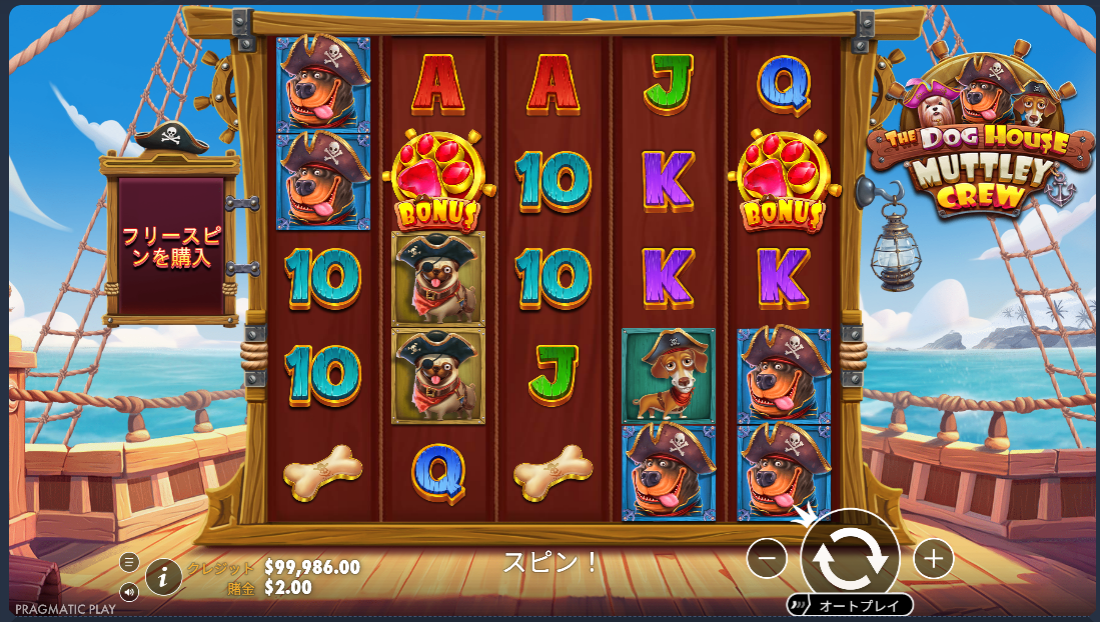 A A J Q
BONUS 10 K BONUS
10 10 K K
10 J
Q
THE DOG HOUSE
MUTTLEY
CREW
フリースピ
ンを購入
クレジット $99,986.00
賭金 $2.00
スピン！
オートプレイ
PRAGMATIC PLAY